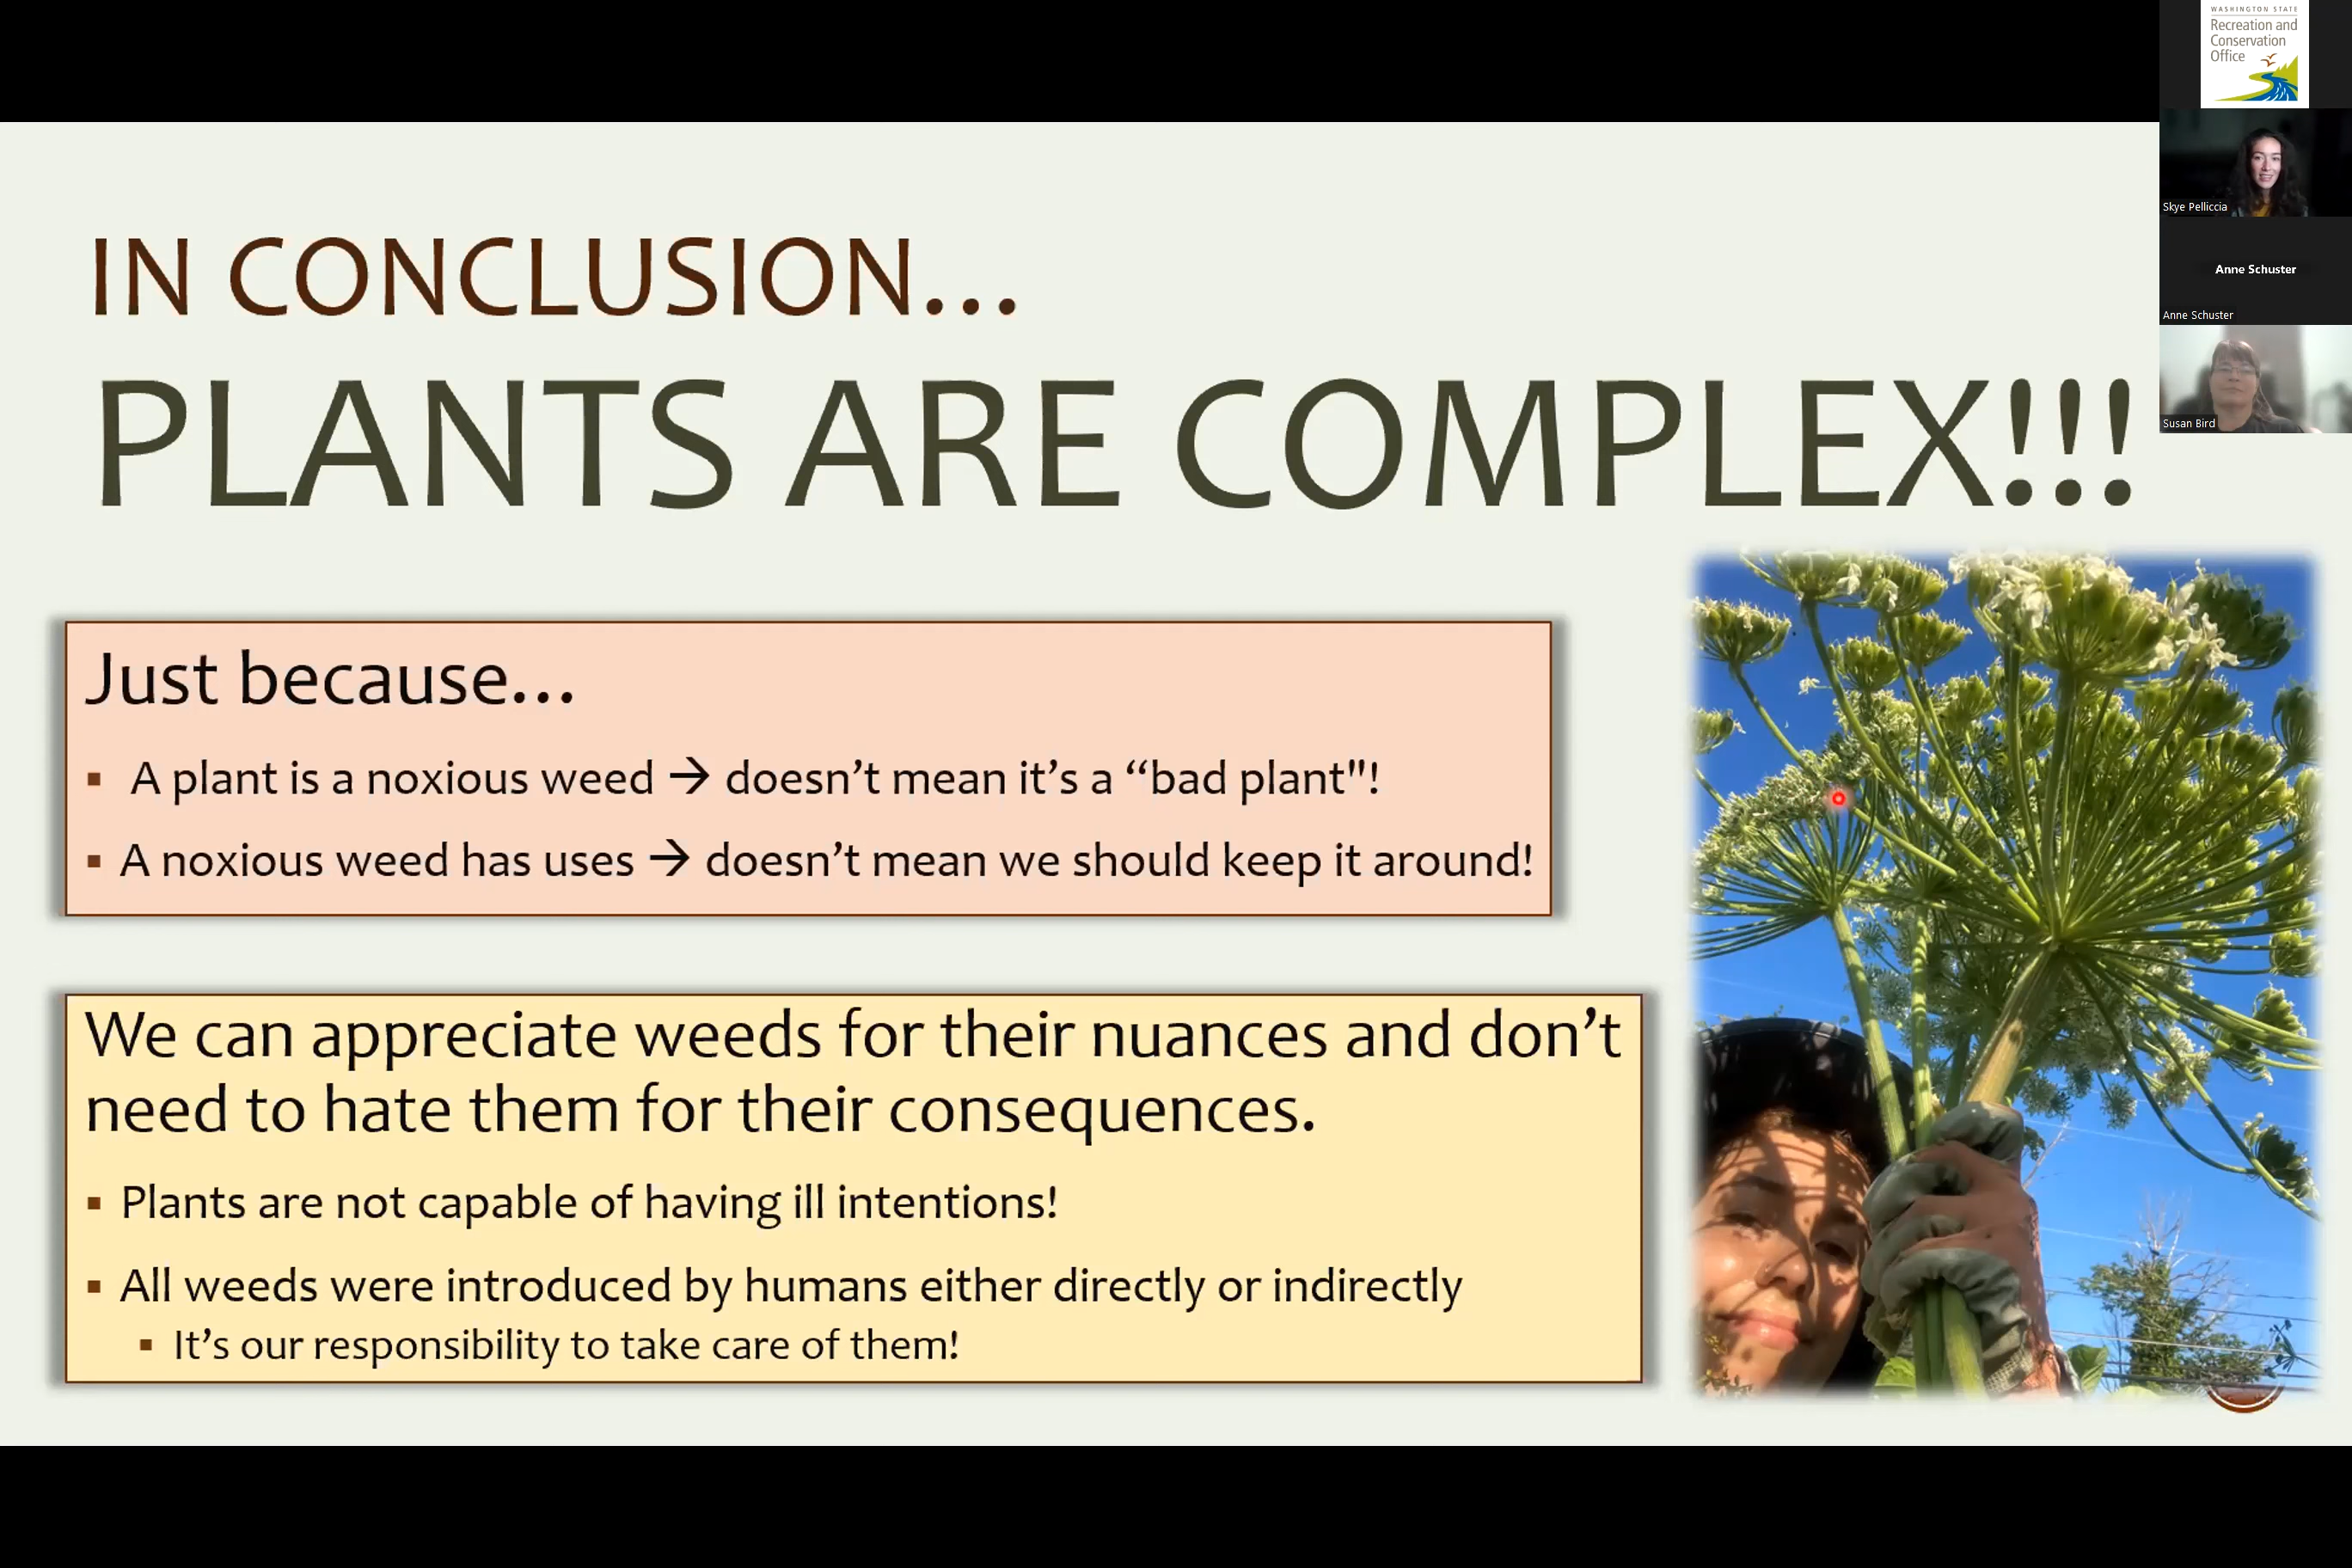 WASHINGTON STATE
Recreation and
Conservation
Office
Skye Pelliccia
Anne Schuster
Anne Schuster
Susan Bird
IN CONCLUSION...
PLANTS ARE COMPLEX!!!
Just because...
▪ A plant is a noxious weed → doesn’t mean it’s a “bad plant"!
▪ A noxious weed has uses → doesn’t mean we should keep it around!
We can appreciate weeds for their nuances and don’t
need to hate them for their consequences.
▪ Plants are not capable of having ill intentions!
▪ All weeds were introduced by humans either directly or indirectly
▪ It’s our responsibility to take care of them!